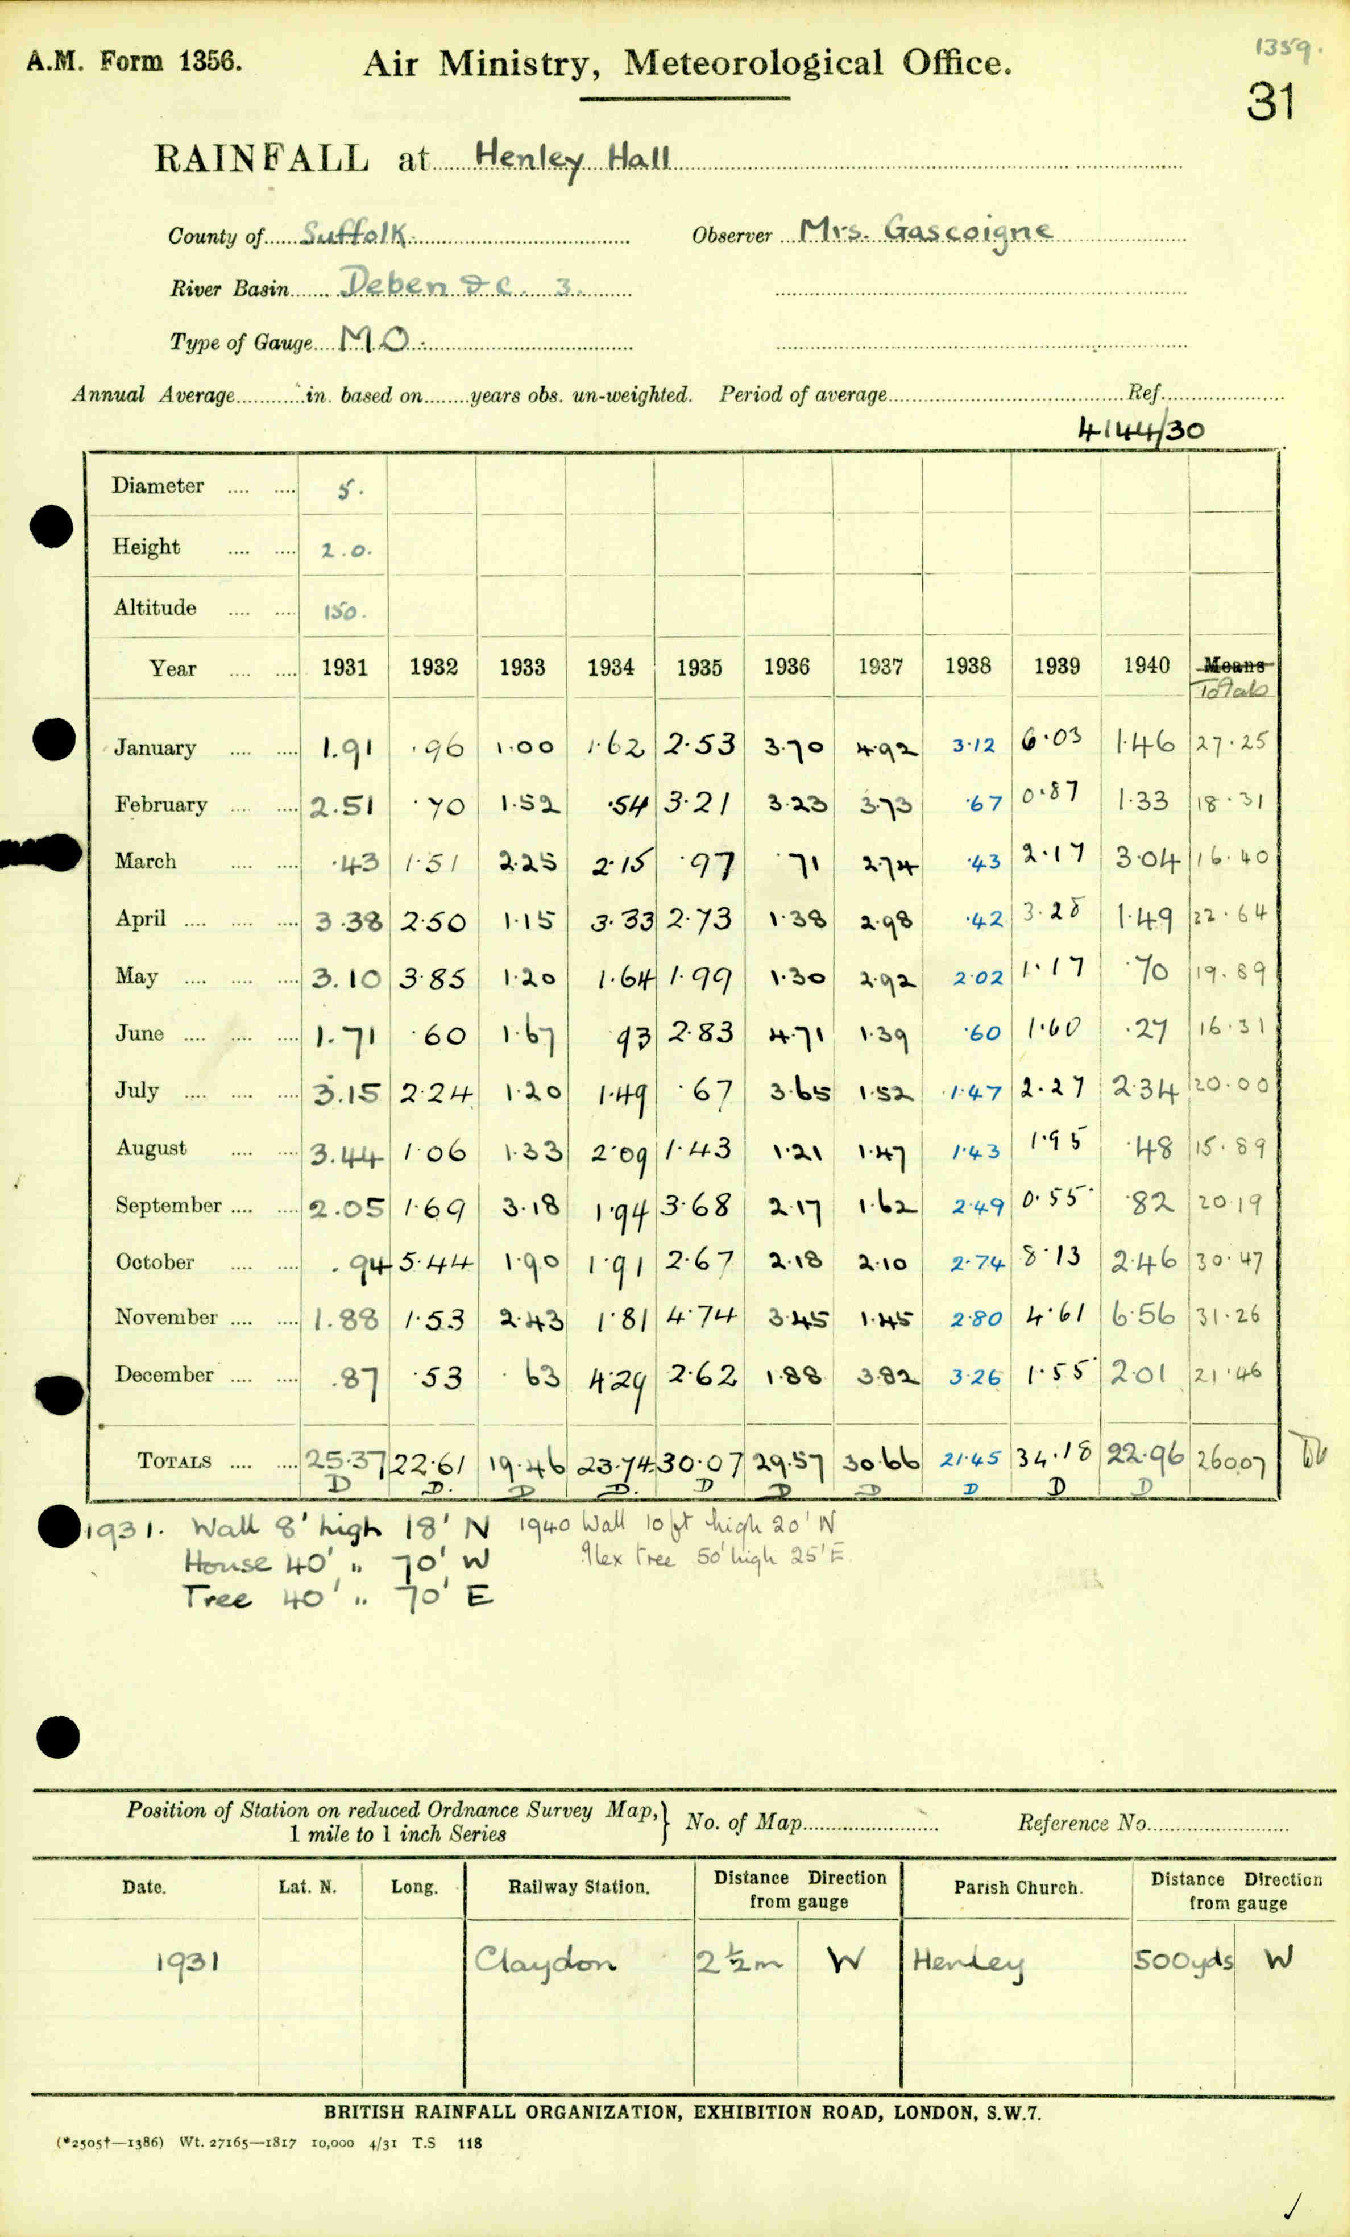 1359.
A.M. Form 1356. Air Ministry, Meteorological Office.
31
RAINFALL at Henley Hall
County of Suffolk Observer Mrs. Gascoigne
River Basin Deben &c. 3.
Type of Gauge M.O.
Annual Average in. based on years obs. un-weighted. Period of average Ref.
4144/30
Diameter 5.
Height 2.0.
Altitude 150.
Year 1931 1932 1933 1934 1935 1936 1937 1938 1939 1940 Means
Totals
January 1.91 .96 1.00 1.62 2.53 3.70 4.92 3.12 6.03 1.46 27.25
February 2.51 .70 1.52 .54 3.21 3.23 3.73 .67 0.87 1.33 18.31
March .43 1.51 2.25 2.15 .97 .71 2.74 .43 2.17 3.04 16.40
April 3.38 2.50 1.15 3.33 2.73 1.38 2.98 .42 3.28 1.49 22.64
May 3.10 3.85 1.20 1.64 1.99 1.30 2.92 2.02 1.17 .70 19.89
June 1.71 .60 1.67 93 2.83 4.71 1.39 .60 1.60 .27 16.31
July 3.15 2.24 1.20 1.49 .67 3.65 1.52 1.47 2.27 2.34 20.00
August 3.44 1.06 1.33 2.09 1.43 1.21 1.47 1.43 1.95 .48 15.89
September 2.05 1.69 3.18 1.94 3.68 2.17 1.62 2.49 0.55 .82 20.19
October .94 5.44 1.90 1.91 2.67 2.18 2.10 2.74 8.13 2.46 30.47
November 1.88 1.53 2.43 1.81 4.74 3.45 1.45 2.80 4.61 6.56 31.26
December .87 .53 .63 4.29 2.62 1.88 3.82 3.26 1.55 2.01 21.46
TOTALS 25.37 22.61 19.46 23.74 30.07 29.57 30.66 21.45 34.18 22.96 260.07
D D. D D. D D D D D D
1931. Wall 8' high 18' N 1940 Wall 10 ft high 20' N
House 40' " 70' W Ilex tree 50' high 25' E
Tree 40' " 70' E
Position of Station on reduced Ordnance Survey Map,} No. of Map Reference No.
1 mile to 1 inch Series
Date. Lat. N. Long. Railway Station. Distance Direction from gauge Parish Church. Distance Direction from gauge
1931 Claydon 2½m W Henley 500yds W
BRITISH RAINFALL ORGANIZATION, EXHIBITION ROAD, LONDON, S.W.7.
(*2505†—1386) Wt. 27165—1817 10,000 4/31 T.S 118